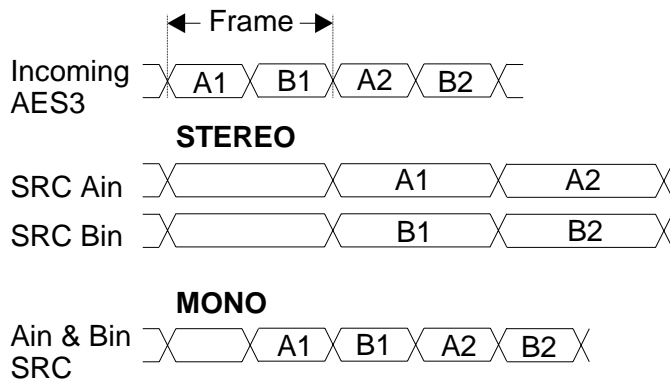 Frame
Incoming
AES3
A1 B1 A2 B2
STEREO
SRC Ain
A1 A2
SRC Bin
B1 B2
MONO
Ain & Bin
SRC
A1 B1 A2 B2